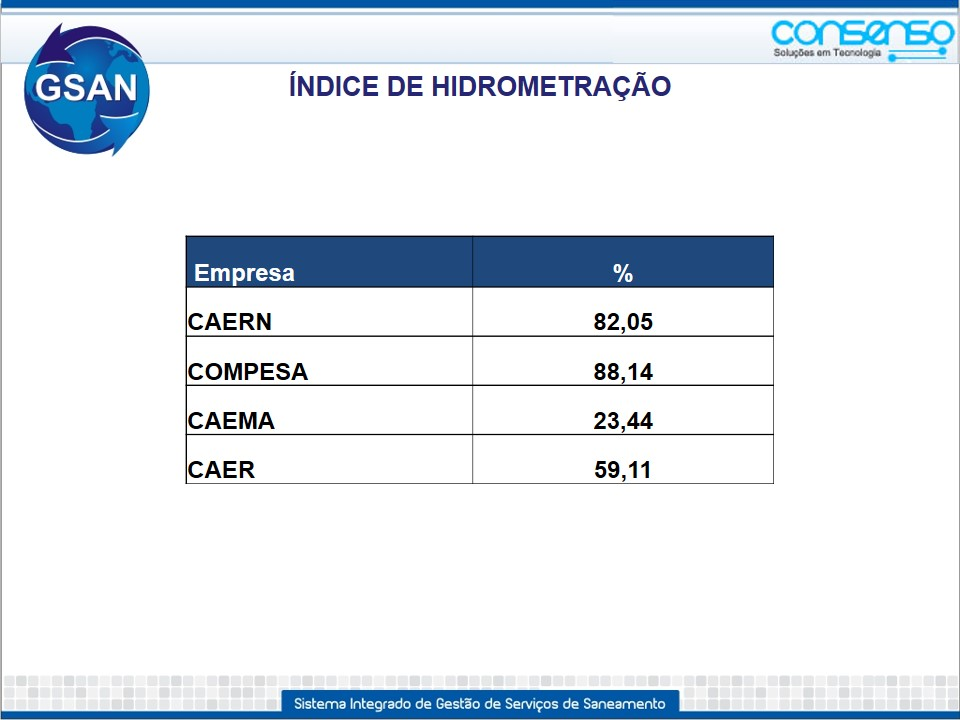 consenso
Soluções em Tecnologia
GSAN
ÍNDICE DE HIDROMETRAÇÃO
Empresa %
CAERN 82,05
COMPESA 88,14
CAEMA 23,44
CAER 59,11
Sistema Integrado de Gestão de Serviços de Saneamento